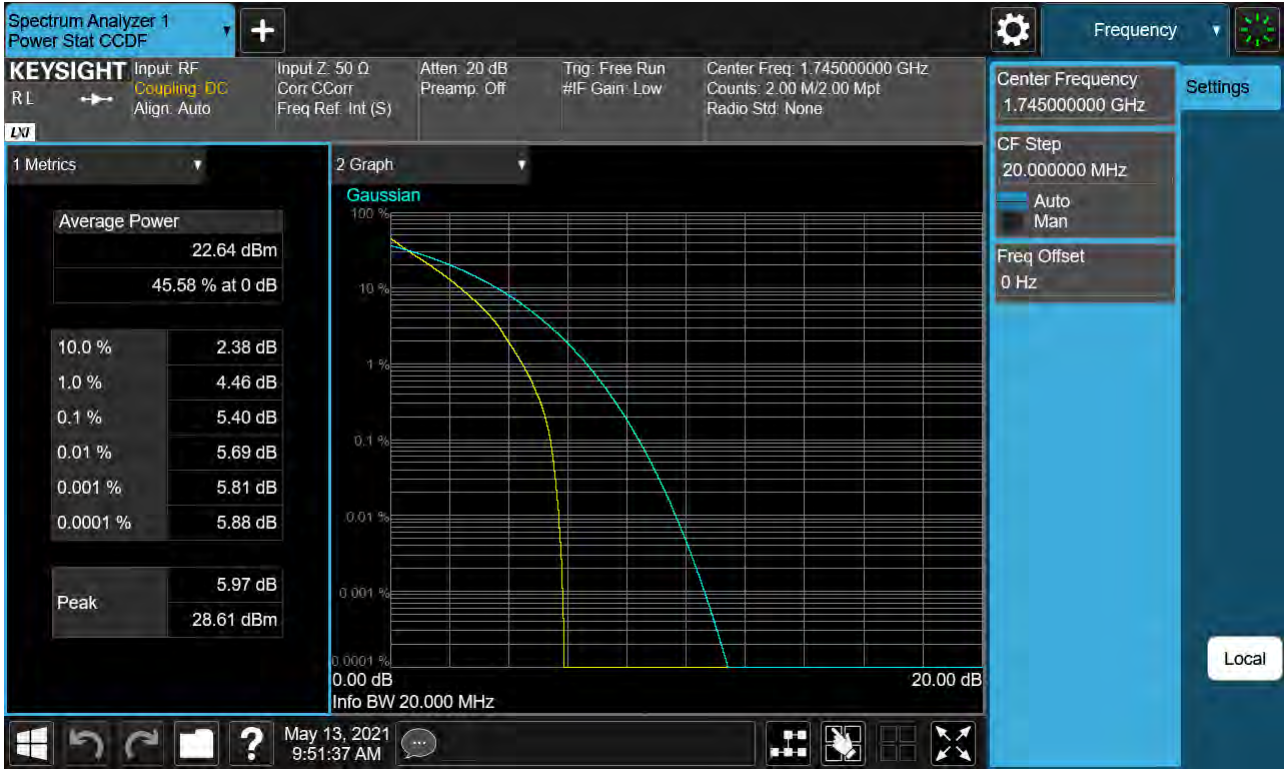 Spectrum Analyzer 1
Power Stat CCDF
Frequency
KEYSIGHT
R L
LXI
Input: RF
Coupling: DC
Align: Auto
Input Z: 50 Ω
Corr CCorr
Freq Ref: Int (S)
Atten: 20 dB
Preamp: Off
Trig: Free Run
#IF Gain: Low
Center Freq: 1.745000000 GHz
Counts: 2.00 M/2.00 Mpt
Radio Std: None
Center Frequency
1.745000000 GHz
Settings
CF Step
20.000000 MHz
Auto
Man
Freq Offset
0 Hz
1 Metrics
Average Power
22.64 dBm
45.58 % at 0 dB
10.0 % 2.38 dB
1.0 % 4.46 dB
0.1 % 5.40 dB
0.01 % 5.69 dB
0.001 % 5.81 dB
0.0001 % 5.88 dB
Peak
5.97 dB
28.61 dBm
2 Graph
Gaussian
100 %
10 %
1 %
0.1 %
0.01 %
0.001 %
0.0001 %
0.00 dB 20.00 dB
Info BW 20.000 MHz
Local
?
May 13, 2021
9:51:37 AM